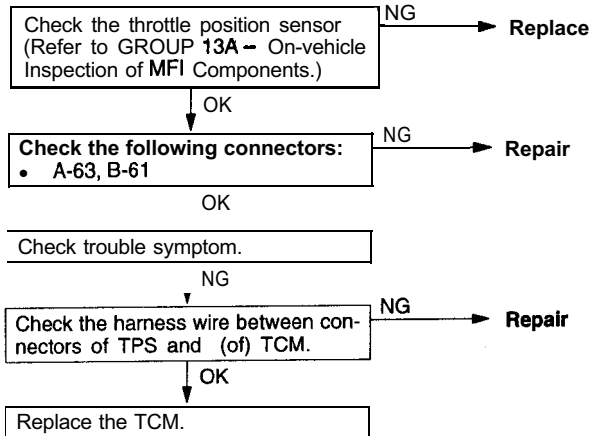 Check the throttle position sensor
(Refer to GROUP 13A – On-vehicle
Inspection of MFI Components.)
NG
Replace
OK
Check the following connectors:
• A-63, B-61
NG
Repair
OK
Check trouble symptom.
NG
Check the harness wire between con-
nectors of TPS and (of) TCM.
NG
Repair
OK
Replace the TCM.